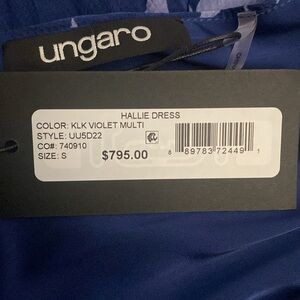 ungaro
HALLIE DRESS
COLOR: KLK VIOLET MULTI
STYLE: UU5D22
CO#: 740910
SIZE: S
$795.00
8 89783 72449 1